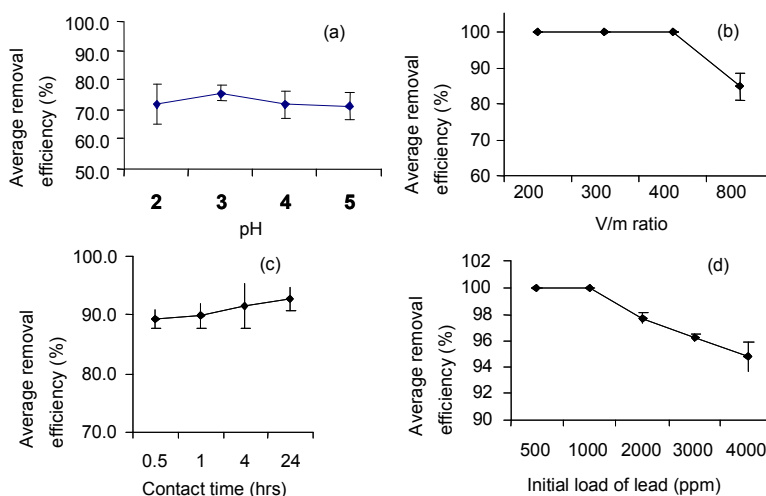 (a)
Average removal
efficiency (%)
100.0
90.0
80.0
70.0
60.0
50.0
2 3 4 5
pH
(b)
Average removal
efficiency (%)
100
90
80
70
60
200 300 400 800
V/m ratio
(c)
Average removal
efficiency (%)
100.0
90.0
90.0
70.0
0.5 1 4 24
Contact time (hrs)
(d)
Average removal
efficiency (%)
102
100
98
96
94
92
90
500 1000 2000 3000 4000
Initial load of lead (ppm)